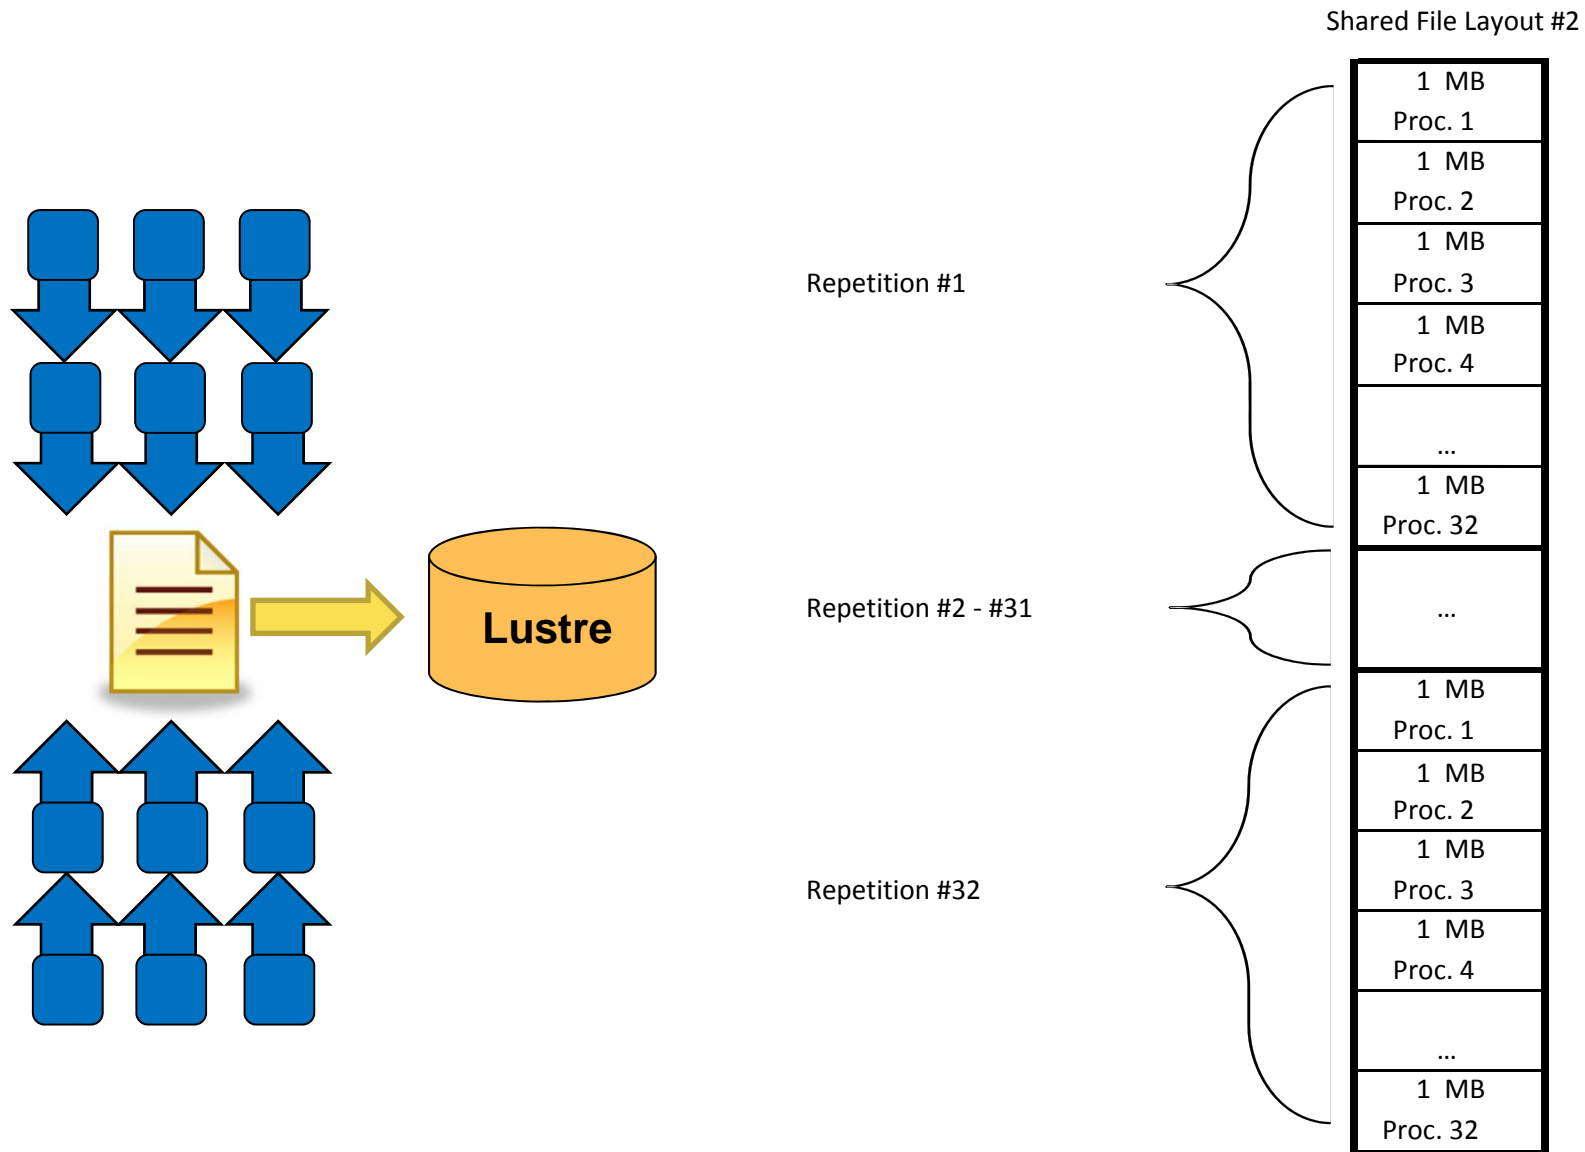 Shared File Layout #2
1 MB
Proc. 1
1 MB
Proc. 2
1 MB
Proc. 3
1 MB
Proc. 4
...
1 MB
Proc. 32
Repetition #1
Lustre
Repetition #2 - #31
...
Repetition #32
1 MB
Proc. 1
1 MB
Proc. 2
1 MB
Proc. 3
1 MB
Proc. 4
...
1 MB
Proc. 32